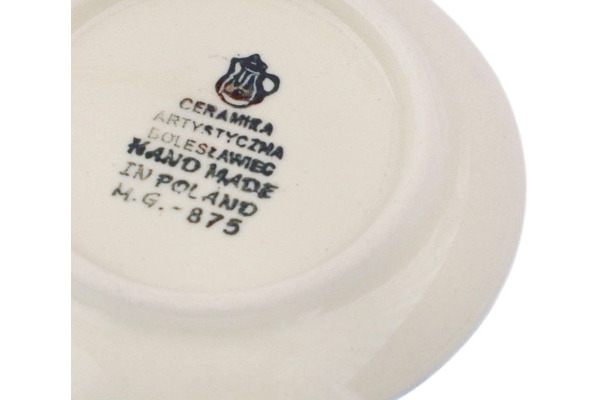 CERAMIKA
ARTYSTYCZNA
BOLESŁAWIEC
HAND MADE
IN POLAND
M.G.-875